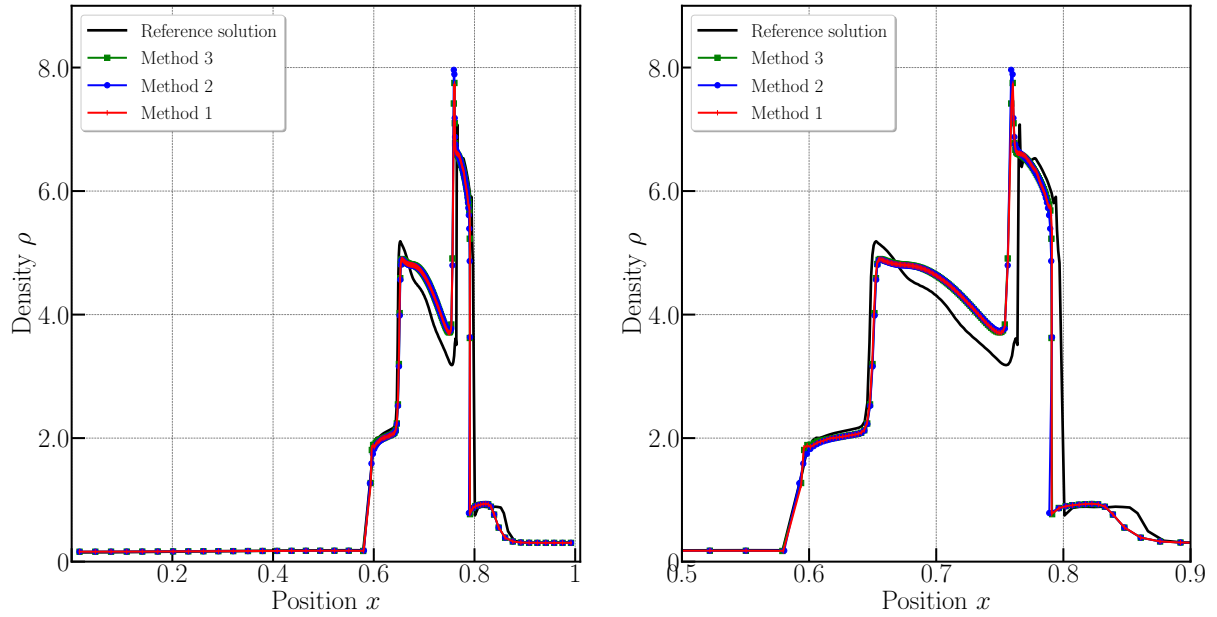 Reference solution
Method 3
Method 2
Method 1
8.0
6.0
4.0
2.0
0
Density ρ
0.2
0.4
0.6
0.8
1
Position x
Reference solution
Method 3
Method 2
Method 1
8.0
6.0
4.0
2.0
0
Density ρ
0.5
0.6
0.7
0.8
0.9
Position x